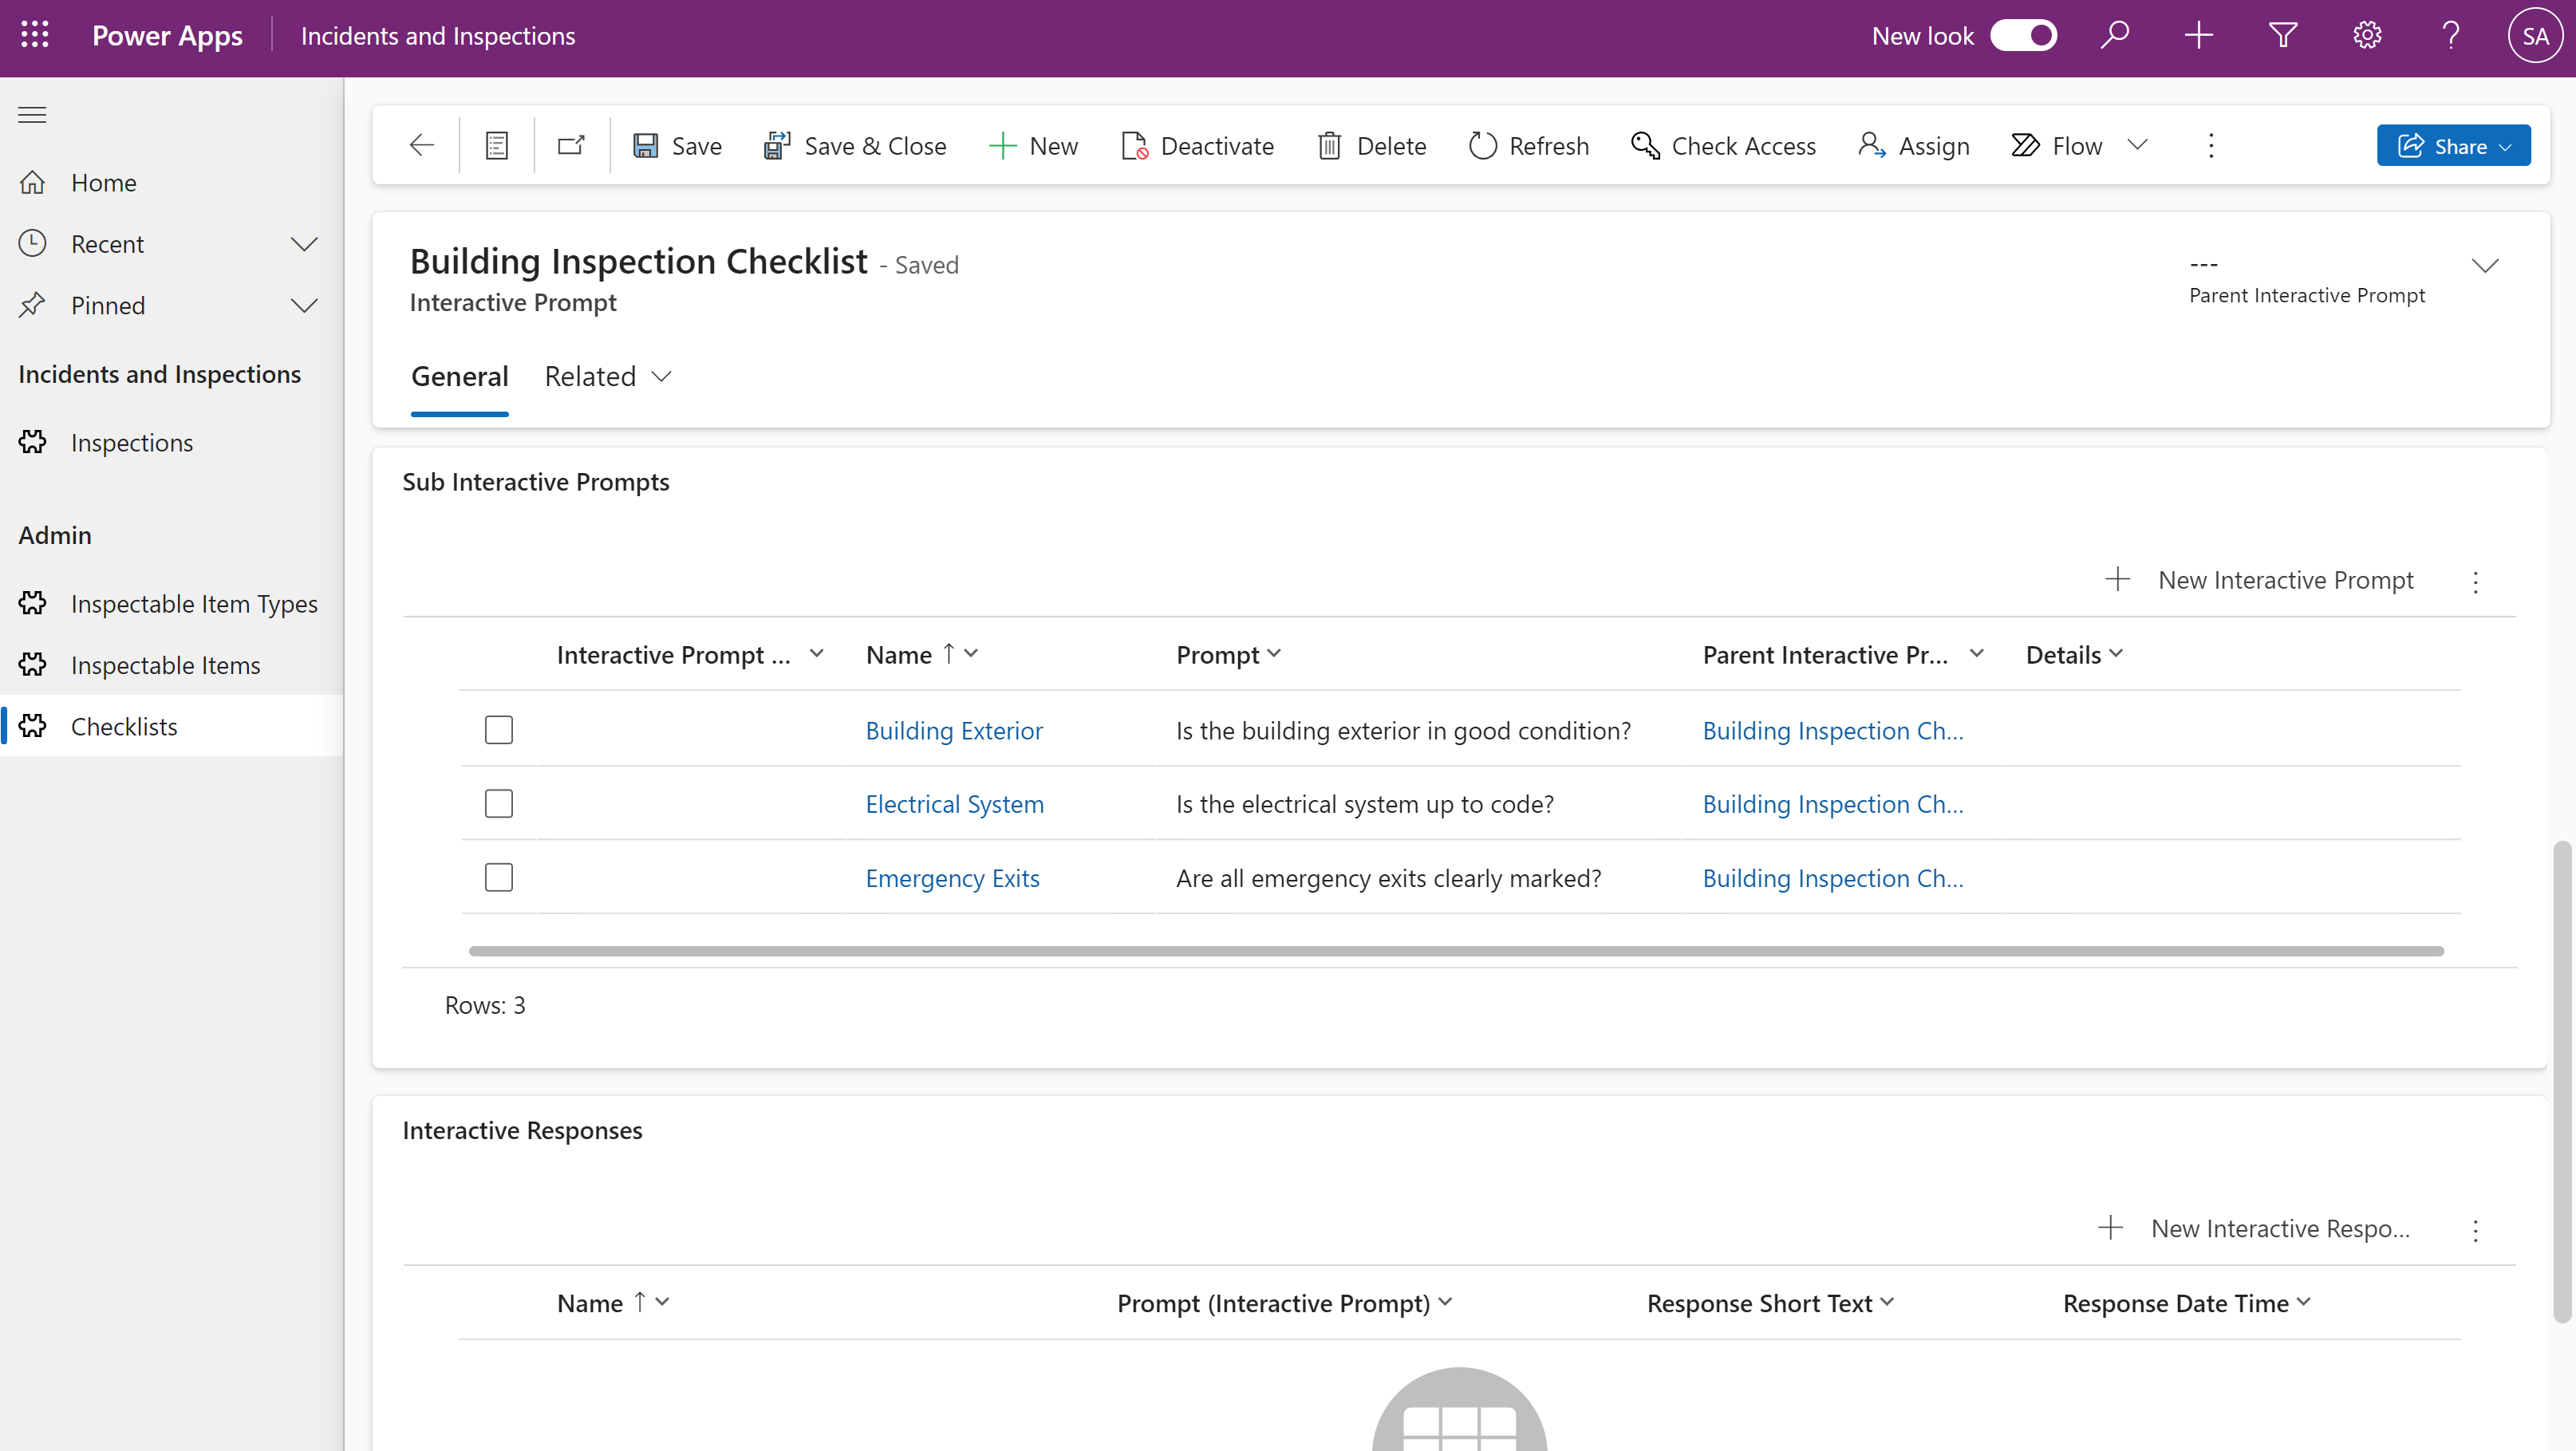 Power Apps
Incidents and Inspections
New look
SA
Save
Save & Close
New
Deactivate
Delete
Refresh
Check Access
Assign
Flow
Share
Home
Recent
Pinned
Incidents and Inspections
Inspections
Admin
Inspectable Item Types
Inspectable Items
Checklists
Building Inspection Checklist - Saved
Interactive Prompt
---
Parent Interactive Prompt
General Related
Sub Interactive Prompts
New Interactive Prompt
Interactive Prompt ... Name Prompt Parent Interactive Pr... Details
Building Exterior Is the building exterior in good condition? Building Inspection Ch...
Electrical System Is the electrical system up to code? Building Inspection Ch...
Emergency Exits Are all emergency exits clearly marked? Building Inspection Ch...
Rows: 3
Interactive Responses
New Interactive Respo...
Name Prompt (Interactive Prompt) Response Short Text Response Date Time